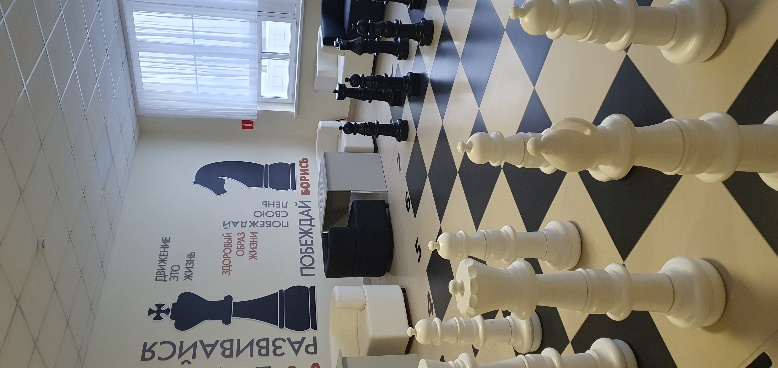 РАЗВИВАЙСЯ
ДВИЖЕНИЕ
ЭТО
ЖИЗНЬ
ЗДОРОВЫЙ
ОБРАЗ
ЖИЗНИ
ПОБЕЖДАЙ
СВОЮ
ЛЕНЬ
ПОБЕЖДАЙ БОРИСЬ